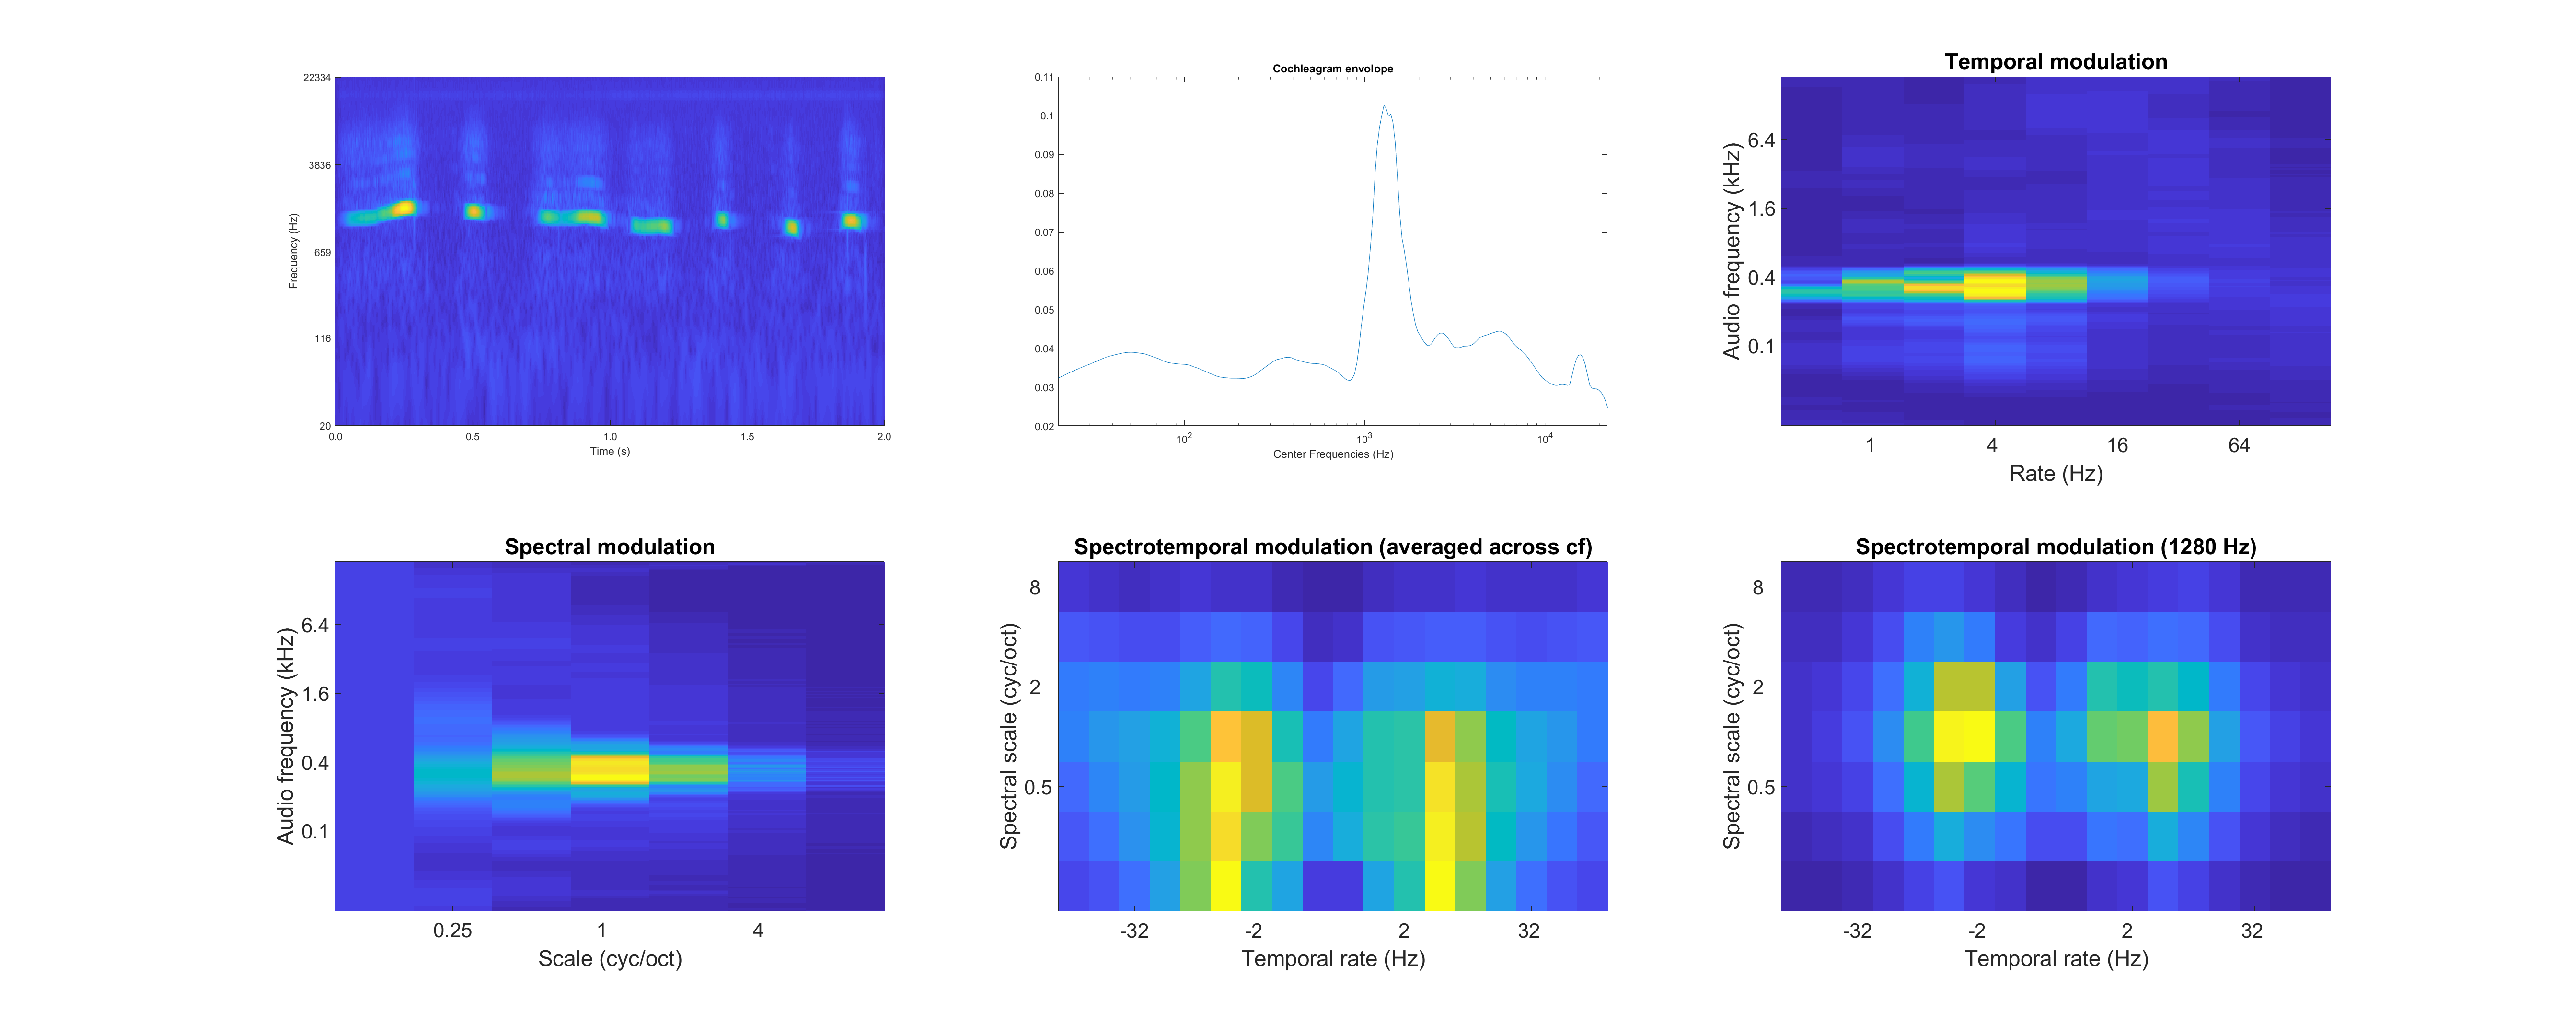 22334
3836
659
116
20
Frequency (Hz)
0.0 0.5 1.0 1.5 2.0
Time (s)
Cochleagram envolope
0.11
0.1
0.09
0.08
0.07
0.06
0.05
0.04
0.03
0.02
10^2 10^3 10^4
Center Frequencies (Hz)
Temporal modulation
Audio frequency (kHz)
6.4
1.6
0.4
0.1
1 4 16 64
Rate (Hz)
Spectral modulation
Audio frequency (kHz)
6.4
1.6
0.4
0.1
0.25 1 4
Scale (cyc/oct)
Spectrotemporal modulation (averaged across cf)
Spectral scale (cyc/oct)
8
2
0.5
-32 -2 2 32
Temporal rate (Hz)
Spectrotemporal modulation (1280 Hz)
Spectral scale (cyc/oct)
8
2
0.5
-32 -2 2 32
Temporal rate (Hz)